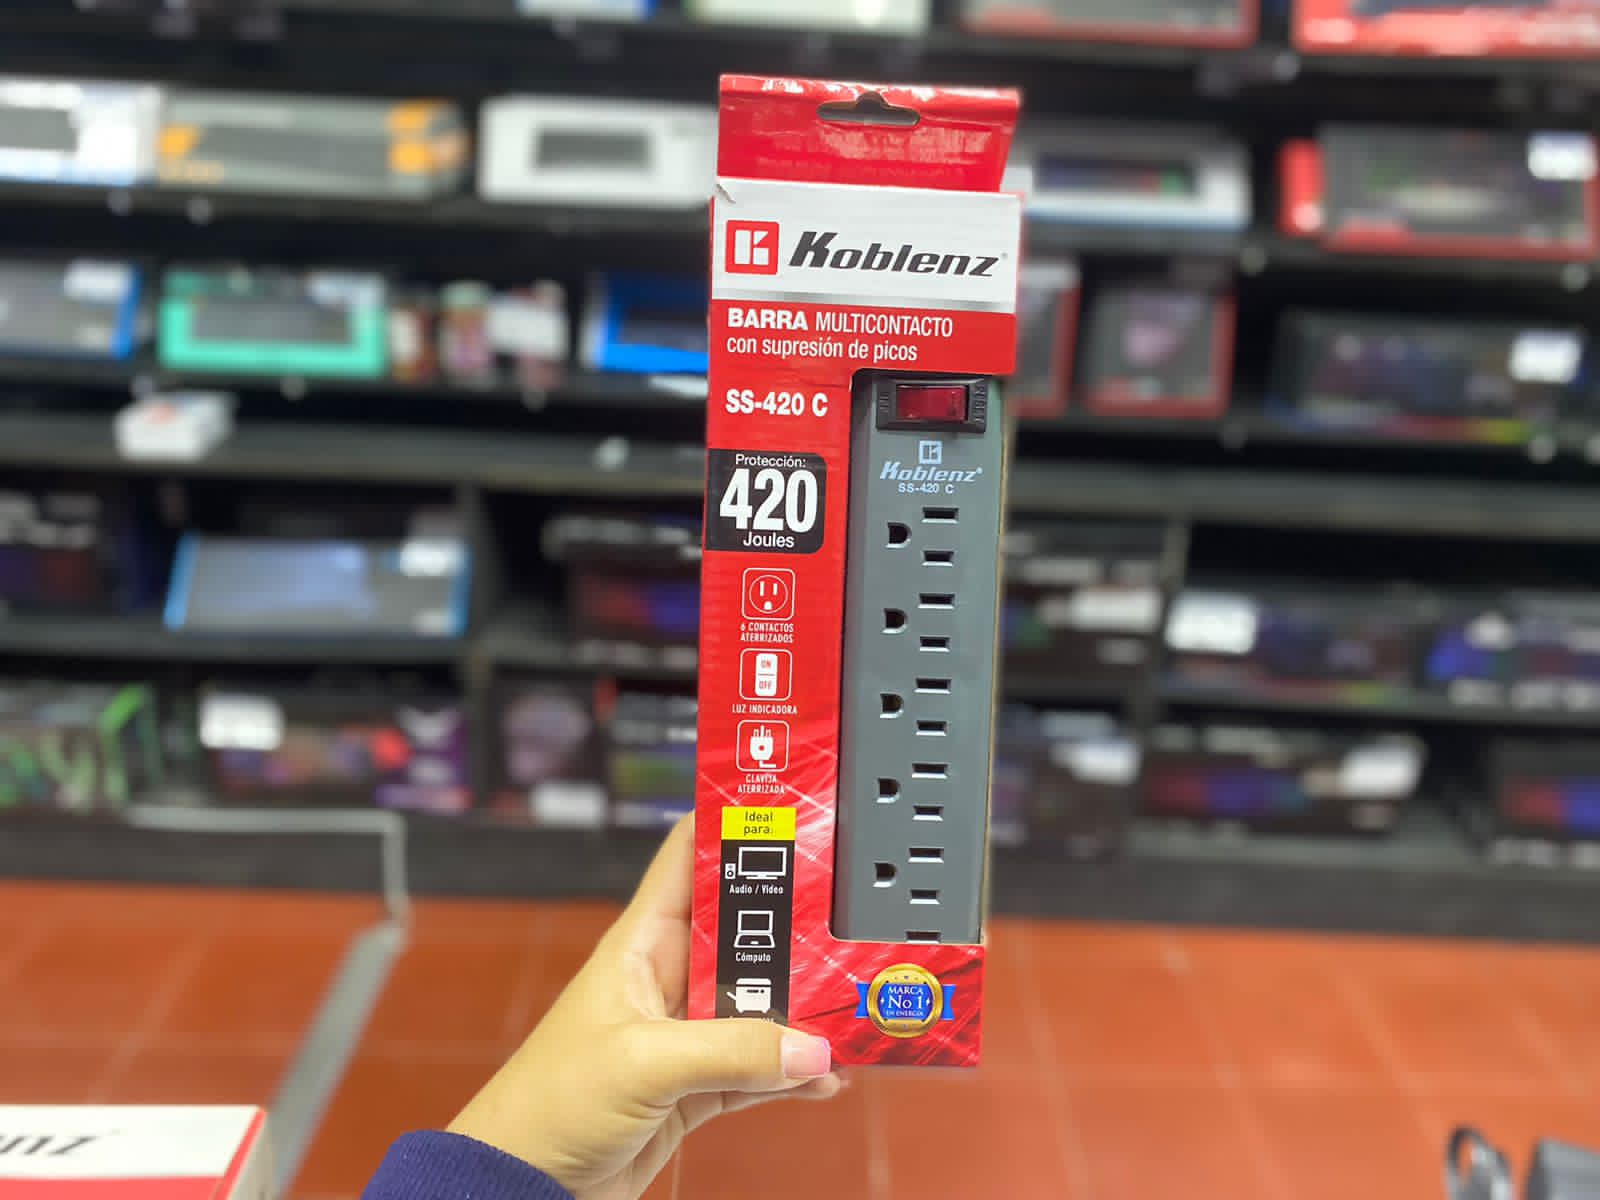 Koblenz
BARRA MULTICONTACTO
con supresión de picos
SS-420 C
Protección:
420
Joules
6 CONTACTOS
ATERRIZADOS
ON
OFF
LUZ INDICADORA
CLAVIJA
ATERRIZADA
Ideal
para:
Audio / Video
Cómputo
Koblenz
SS-420 C
MARCA
No 1
EN ENERGÍA
nz